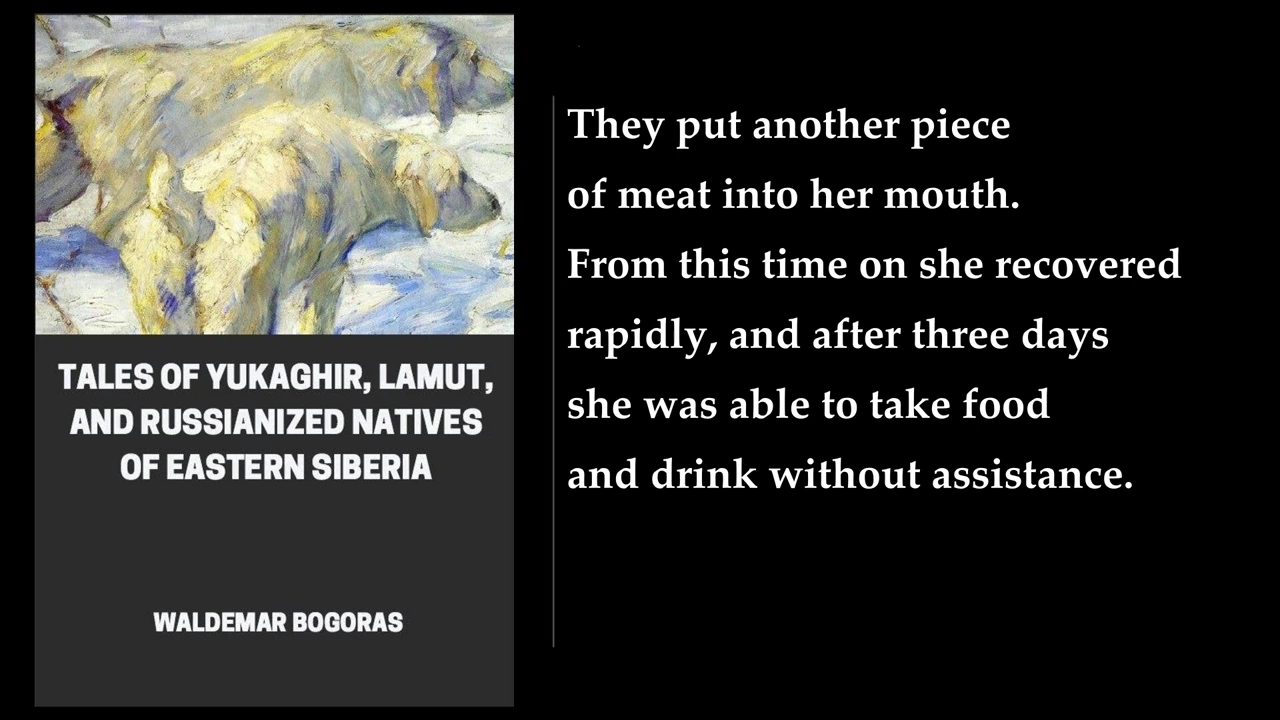 TALES OF YUKAGHIR, LAMUT,
AND RUSSIANIZED NATIVES
OF EASTERN SIBERIA
WALDEMAR BOGORAS
They put another piece
of meat into her mouth.
From this time on she recovered
rapidly, and after three days
she was able to take food
and drink without assistance.